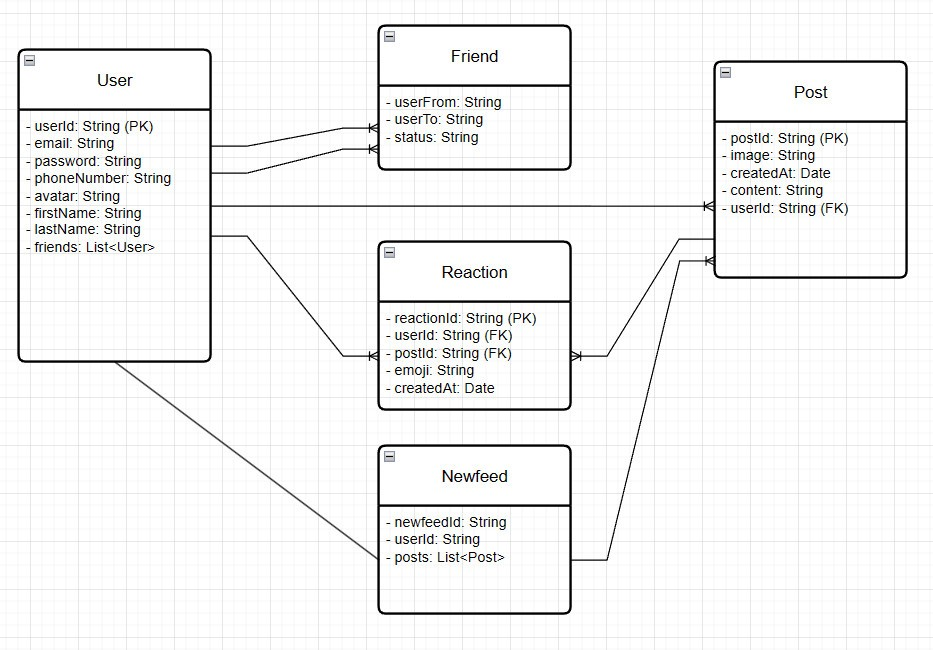 User
- userId: String (PK)
- email: String
- password: String
- phoneNumber: String
- avatar: String
- firstName: String
- lastName: String
- friends: List<User>
Friend
- userFrom: String
- userTo: String
- status: String
Post
- postId: String (PK)
- image: String
- createdAt: Date
- content: String
- userId: String (FK)
Reaction
- reactionId: String (PK)
- userId: String (FK)
- postId: String (FK)
- emoji: String
- createdAt: Date
Newfeed
- newfeedId: String
- userId: String
- posts: List<Post>